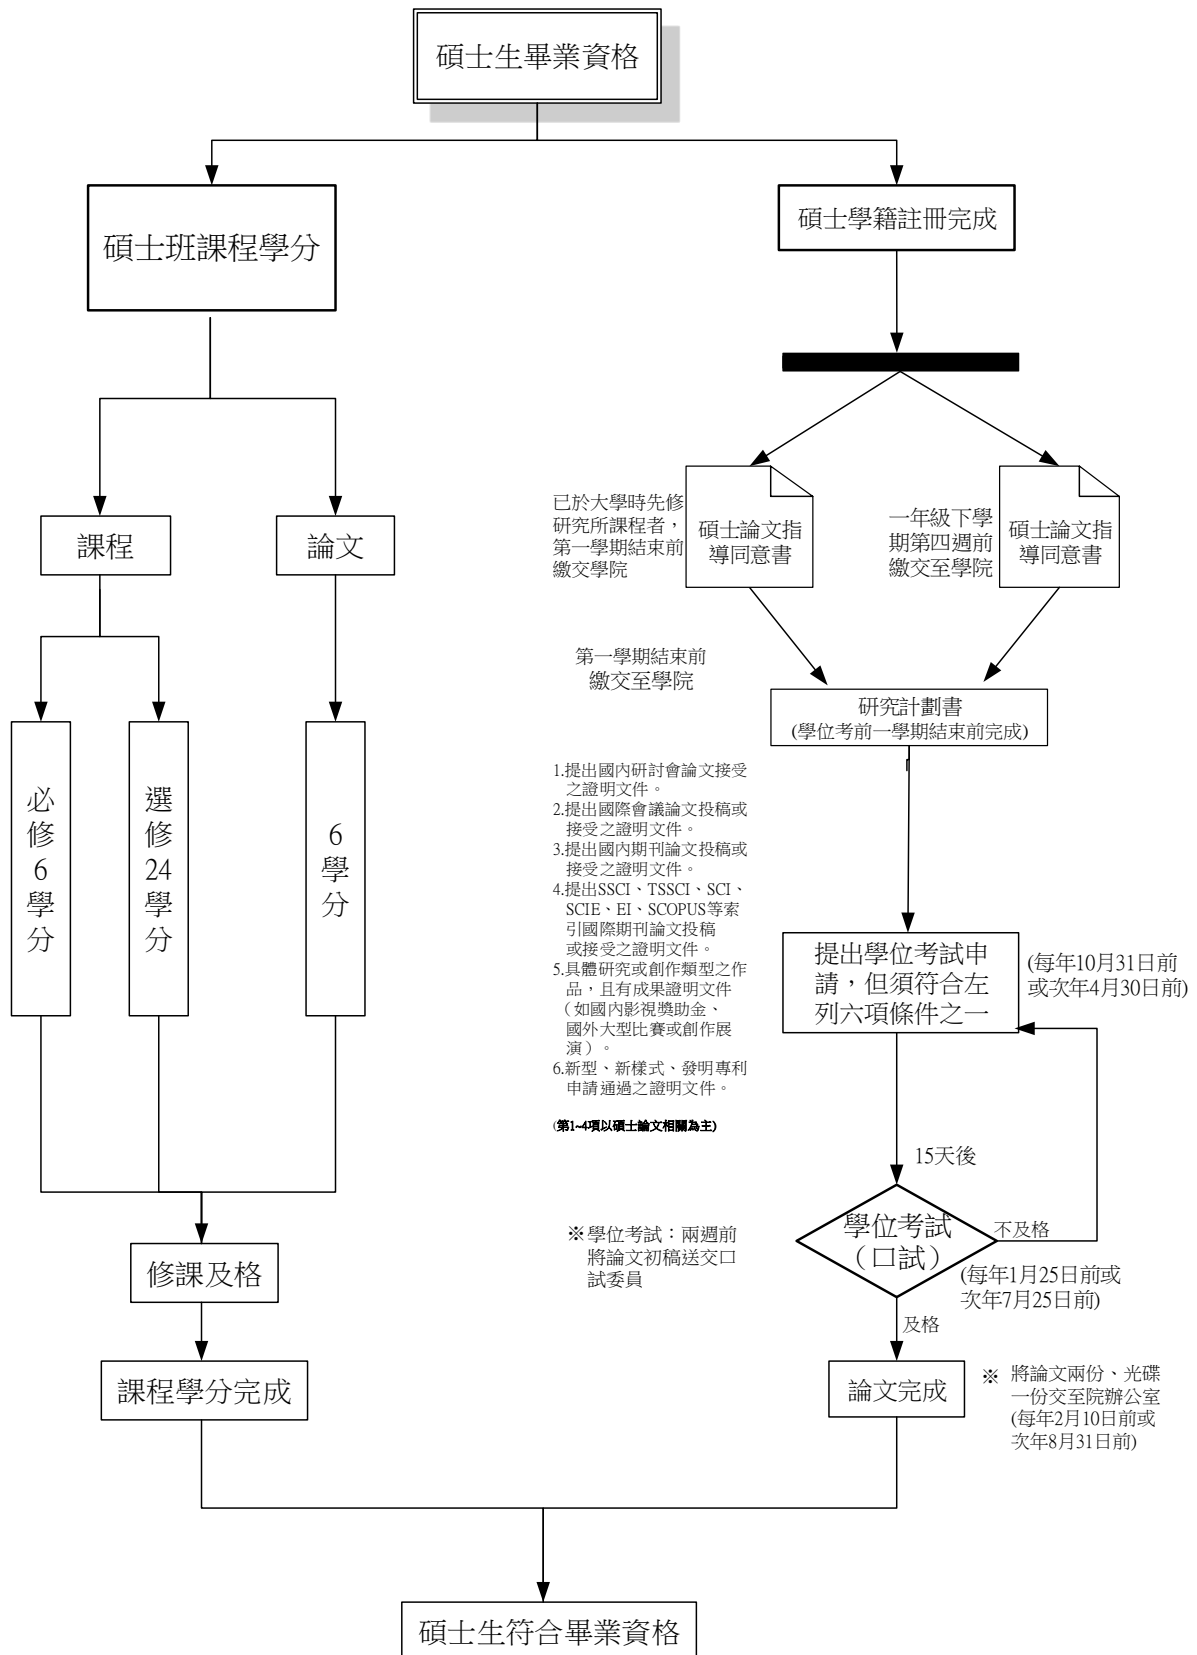 碩士生畢業資格
碩士班課程學分
碩士學籍註冊完成
課程
論文
必修6學分
選修24學分
6學分
修課及格
課程學分完成
已於大學時先修
研究所課程者，
第一學期結束前
繳交學院
碩士論文指
導同意書
一年級下學
期第四週前
繳交至學院
碩士論文指
導同意書
第一學期結束前
繳交至學院
研究計劃書
(學位考前一學期結束前完成)
1.提出國內研討會論文接受
之證明文件。
2.提出國際會議論文投稿或
接受之證明文件。
3.提出國內期刊論文投稿或
接受之證明文件。
4.提出SSCI、TSSCI、SCI、
SCIE、EI、SCOPUS等索
引國際期刊論文投稿
或接受之證明文件。
5.具體研究或創作類型之作
品，且有成果證明文件
（如國內影視獎助金、
國外大型比賽或創作展
演）。
6.新型、新樣式、發明專利
申請通過之證明文件。
(第1~4項以碩士論文相關為主)
提出學位考試申
請，但須符合左
列六項條件之一
(每年10月31日前
或次年4月30日前)
15天後
※學位考試：兩週前
將論文初稿送交口
試委員
學位考試
（口試）
不及格
(每年1月25日前或
次年7月25日前)
及格
論文完成
※ 將論文兩份、光碟
一份交至院辦公室
(每年2月10日前或
次年8月31日前)
碩士生符合畢業資格